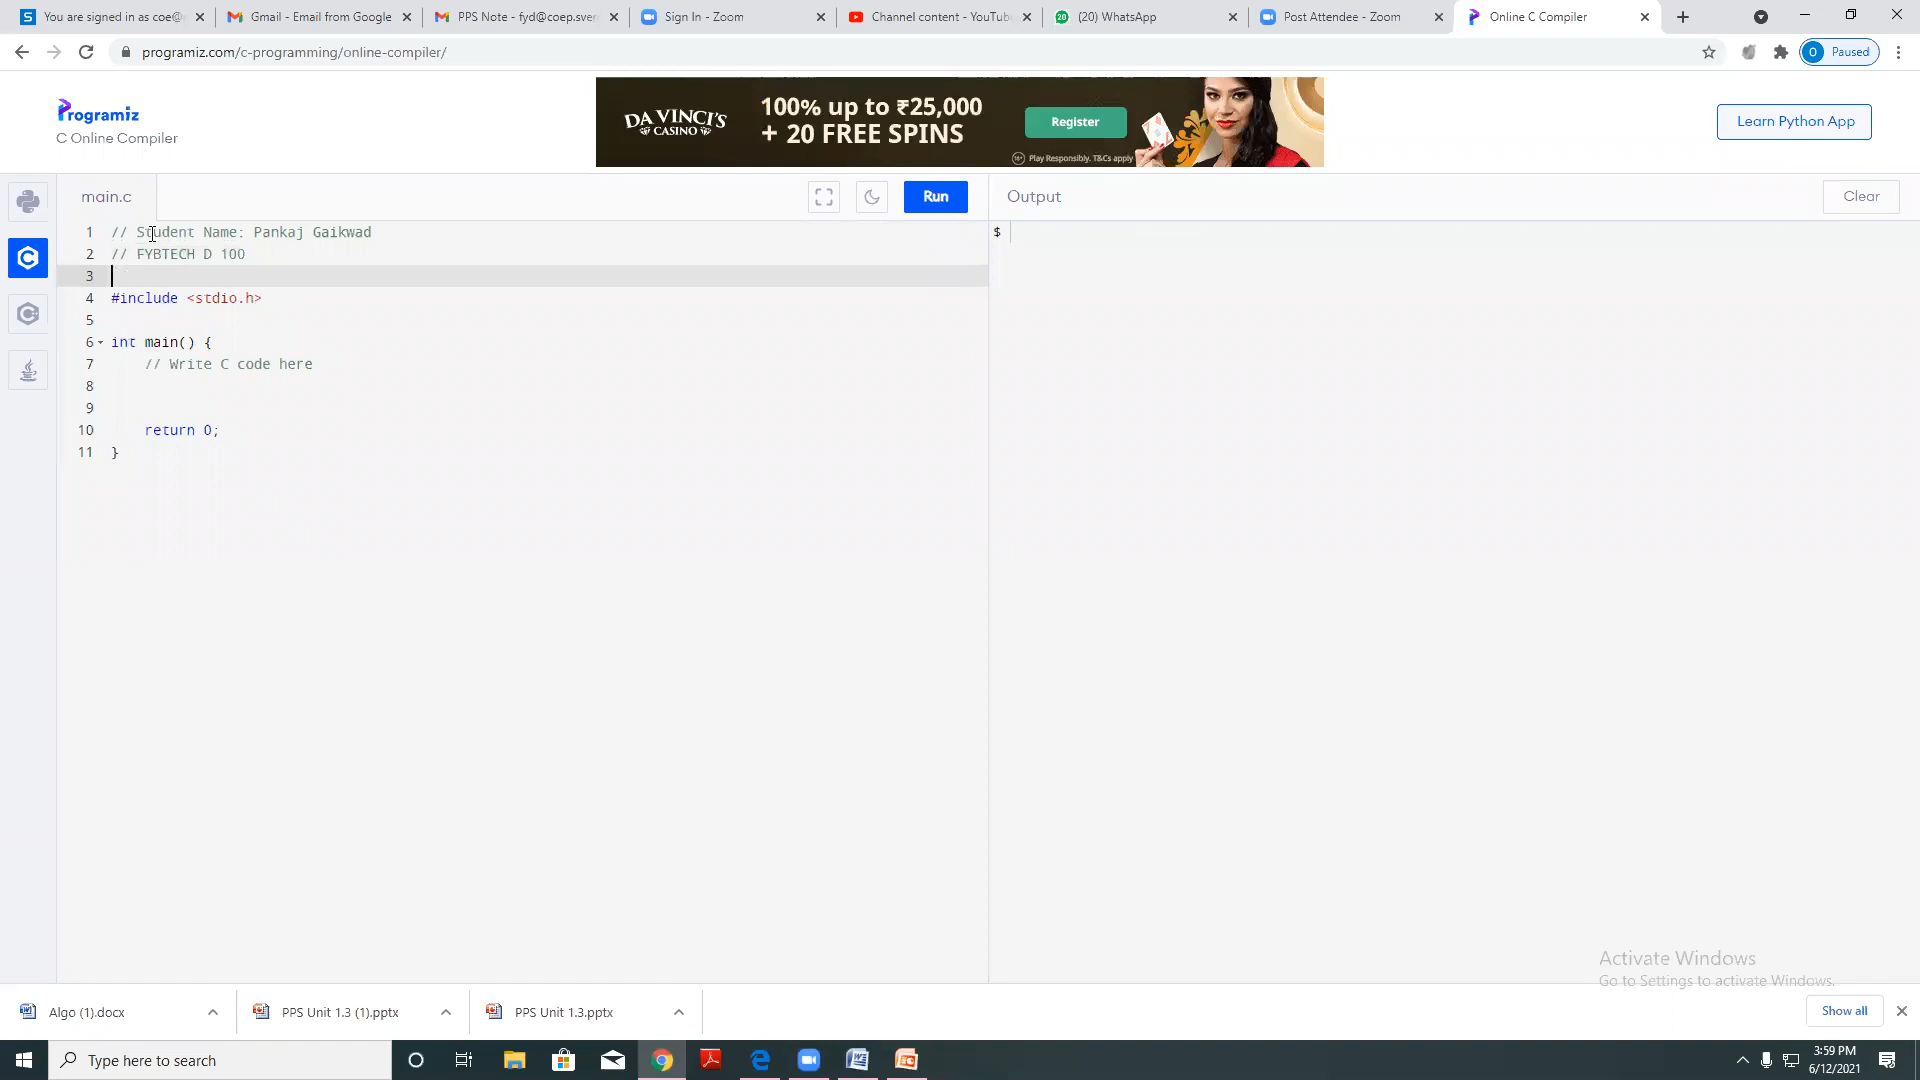 You are signed in as coe@
Gmail - Email from Google
PPS Note - fyd@coep.sver
Sign In - Zoom
Channel content - YouTub
(20) WhatsApp
Post Attendee - Zoom
Online C Compiler
programiz.com/c-programming/online-compiler/
Paused
Programiz
C Online Compiler
DA VINCI'S
CASINO
100% up to ₹25,000
+ 20 FREE SPINS
Register
18+ Play Responsibly. T&Cs apply
Learn Python App
main.c
Run
Output
Clear
1 // Student Name: Pankaj Gaikwad
2 // FYBTECH D 100
3
4 #include <stdio.h>
5
6 int main() {
7 // Write C code here
8
9
10 return 0;
11 }
$
Activate Windows
Go to Settings to activate Windows.
Algo (1).docx
PPS Unit 1.3 (1).pptx
PPS Unit 1.3.pptx
Show all
Type here to search
3:59 PM
6/12/2021